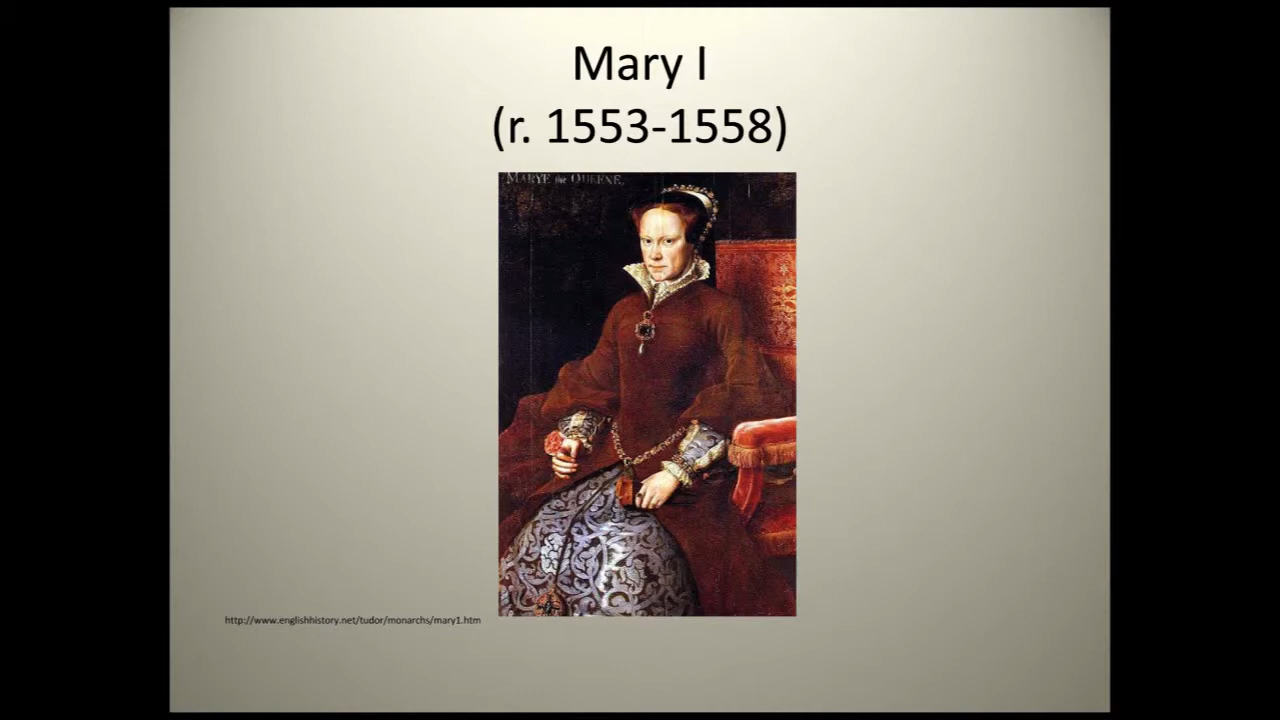 Mary I
(r. 1553-1558)
MARYE the QUEENE.
http://www.englishhistory.net/tudor/monarchs/mary1.htm